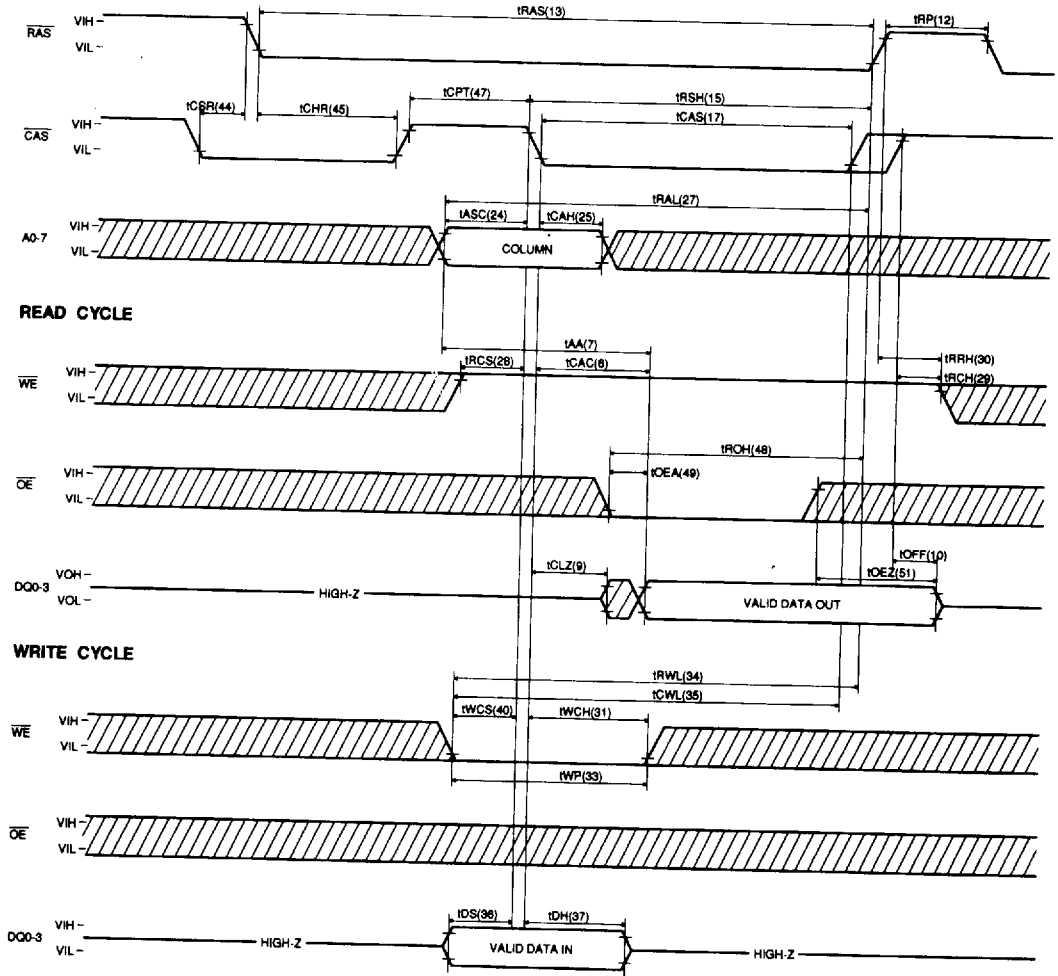 tRAS(13)
tRP(12)
RAS
VIH
VIL
tCSR(44)
tCHR(45)
tCPT(47)
tRSH(15)
tCAS(17)
CAS
VIH
VIL
tRAL(27)
tASC(24)
tCAH(25)
A0-7
VIH
VIL
COLUMN
READ CYCLE
tAA(7)
tRCS(28)
tCAC(6)
tRRH(30)
tRCH(29)
WE
VIH
VIL
tROH(48)
tOEA(49)
OE
VIH
VIL
tOFF(10)
tCLZ(9)
tOEZ(51)
DQ0-3
VOH
VOL
HIGH-Z
VALID DATA OUT
WRITE CYCLE
tRWL(34)
tCWL(35)
tWCS(40)
tWCH(31)
WE
VIH
VIL
tWP(33)
OE
VIH
VIL
tDS(36)
tDH(37)
DQ0-3
VIH
VIL
HIGH-Z
VALID DATA IN
HIGH-Z